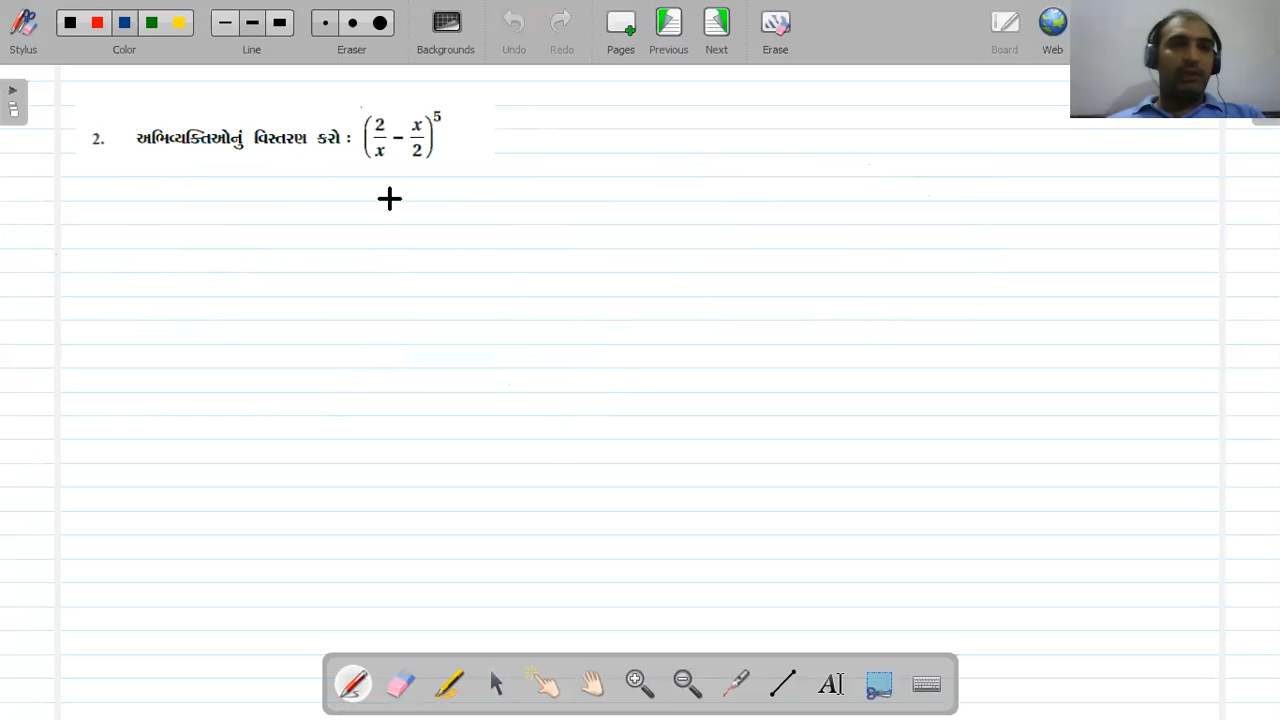 Stylus Color Line Eraser Backgrounds Undo Redo Pages Previous Next Erase Board Web
2. અભિવ્યક્તિઓનું વિસ્તરણ કરો : (2/x − x/2)^5